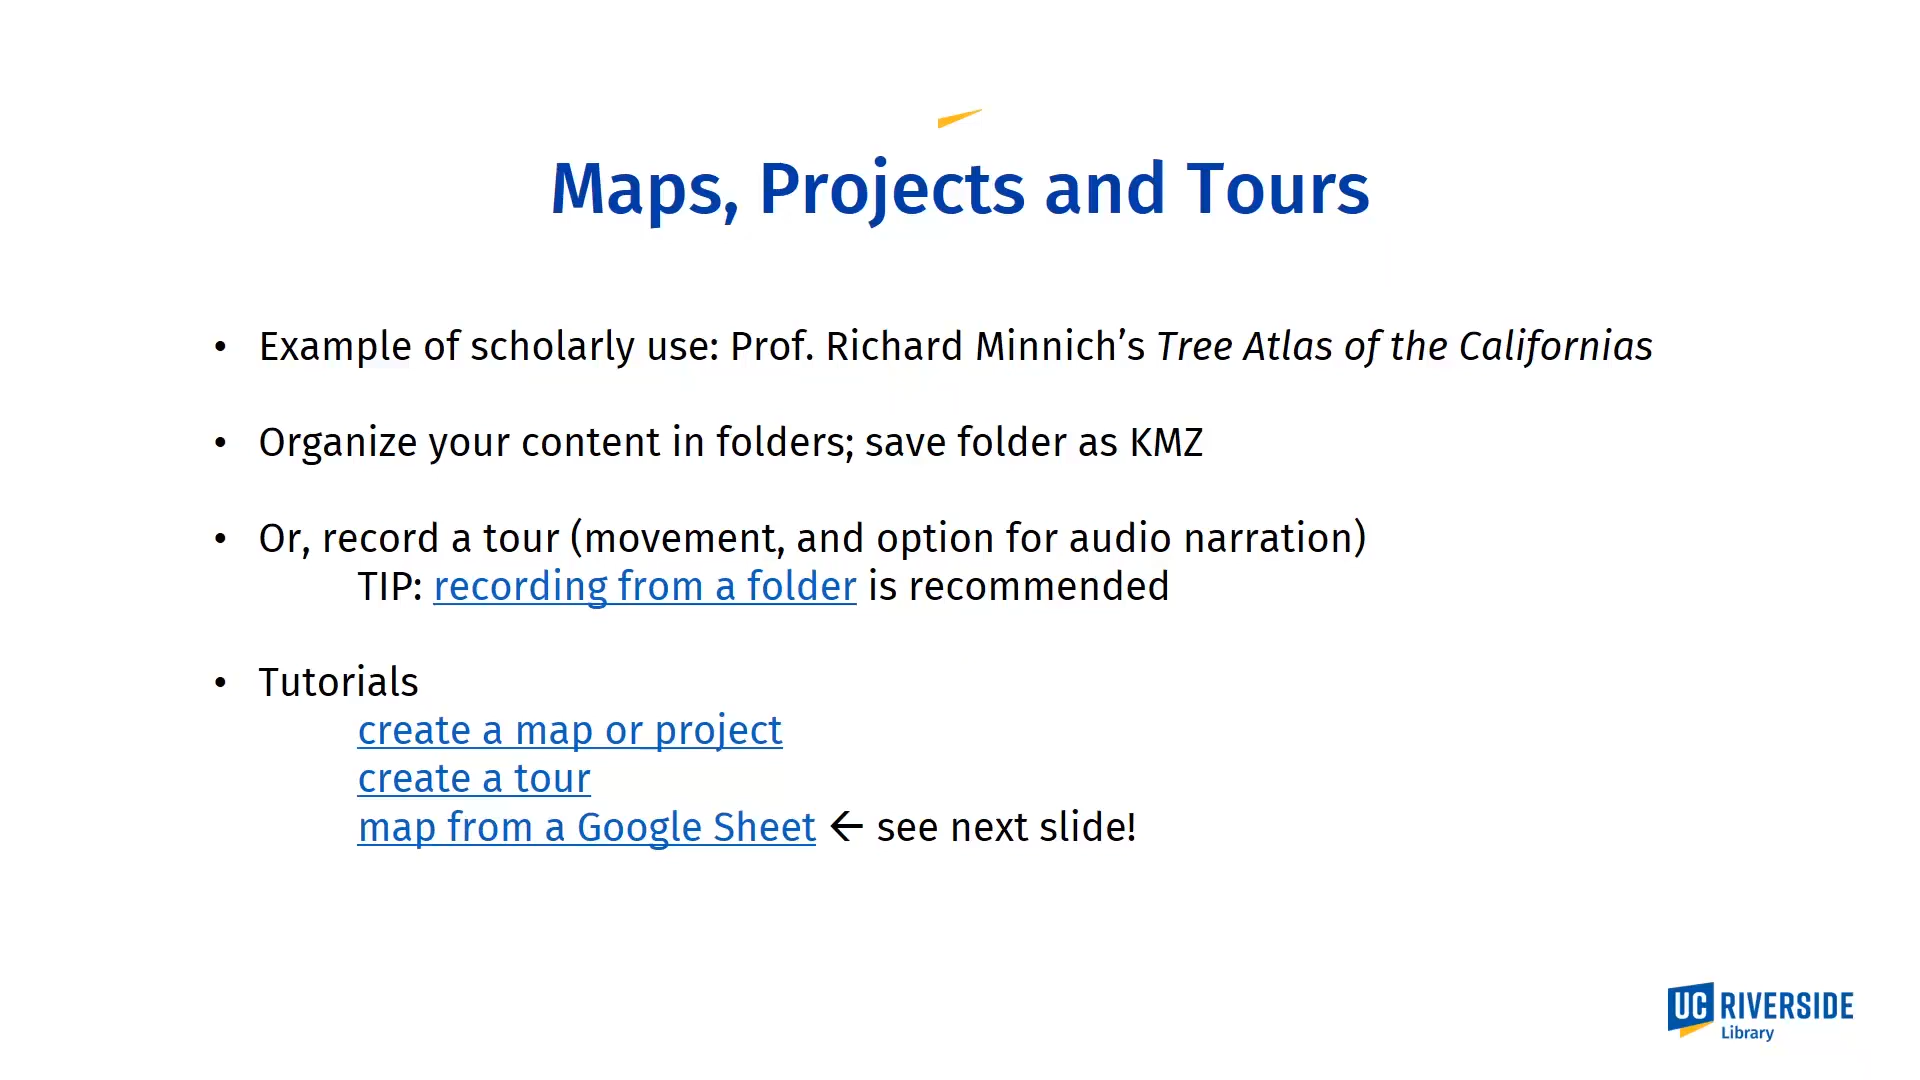 Maps, Projects and Tours
• Example of scholarly use: Prof. Richard Minnich’s Tree Atlas of the Californias
• Organize your content in folders; save folder as KMZ
• Or, record a tour (movement, and option for audio narration)
TIP: recording from a folder is recommended
• Tutorials
create a map or project
create a tour
map from a Google Sheet ← see next slide!
UC RIVERSIDE
Library